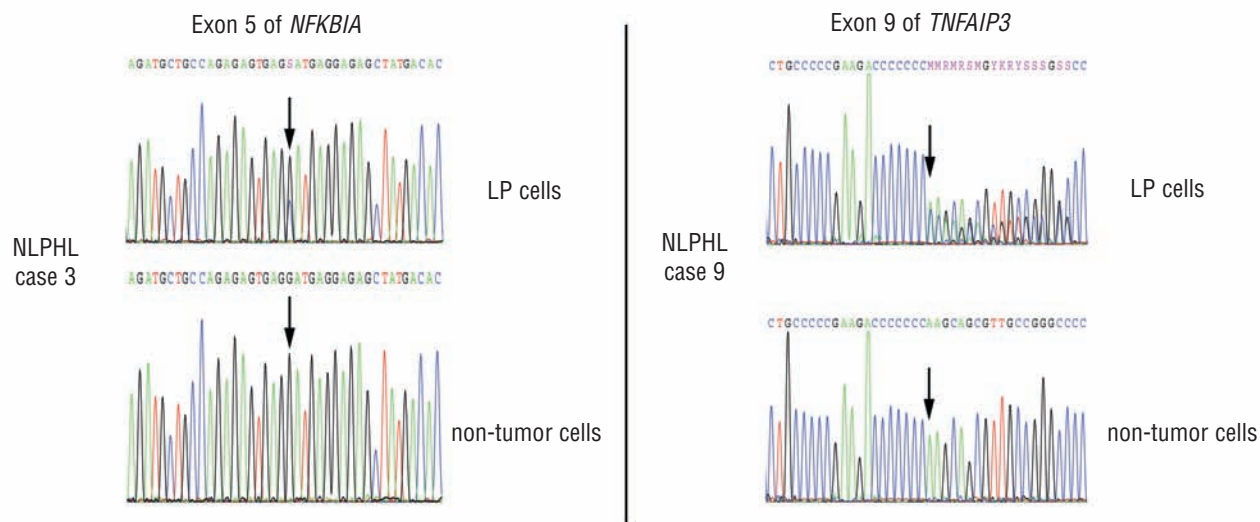 Exon 5 of NFKBIA
AGATGCTGCCAGAGAGTGAGSATGAGGAGAGCTATGACAC
LP cells
NLPHL
case 3
AGATGCTGCCAGAGAGTGAGGATGAGGAGAGCTATGACAC
non-tumor cells
Exon 9 of TNFAIP3
CTGCCCCCGAAGACCCCCCCMMRMRSMGYKRYSSSGSSCC
LP cells
NLPHL
case 9
CTGCCCCCGAAGACCCCCCCAAGCAGCGTTGCCGGGCCCC
non-tumor cells